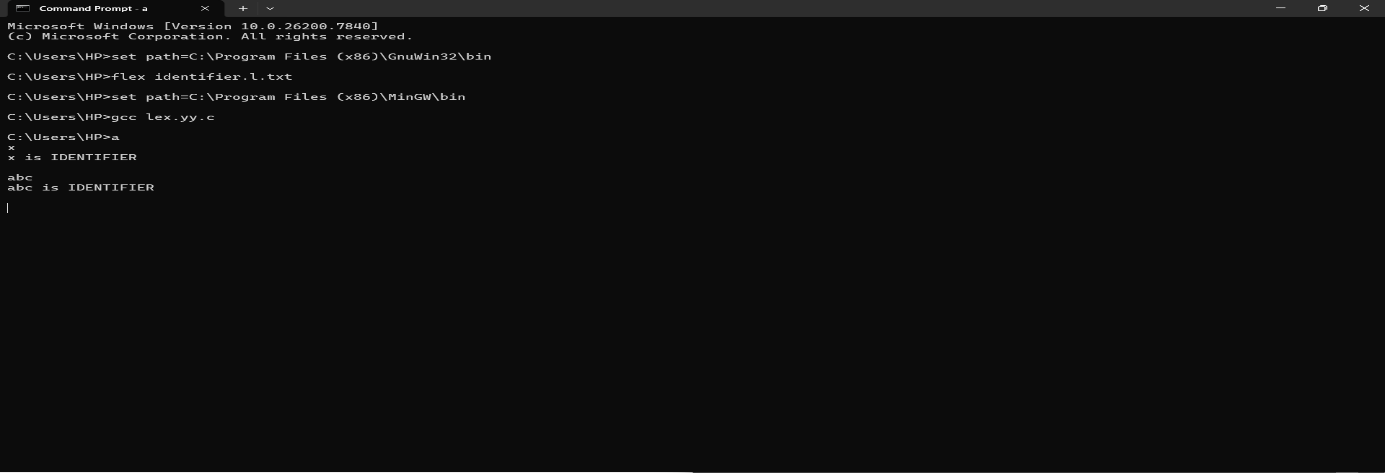 Command Prompt - a
Microsoft Windows [Version 10.0.26200.7840]
(c) Microsoft Corporation. All rights reserved.
C:\Users\HP>set path=C:\Program Files (x86)\GnuWin32\bin
C:\Users\HP>flex identifier.l.txt
C:\Users\HP>set path=C:\Program Files (x86)\MinGW\bin
C:\Users\HP>gcc lex.yy.c
C:\Users\HP>a
x
x is IDENTIFIER
abc
abc is IDENTIFIER